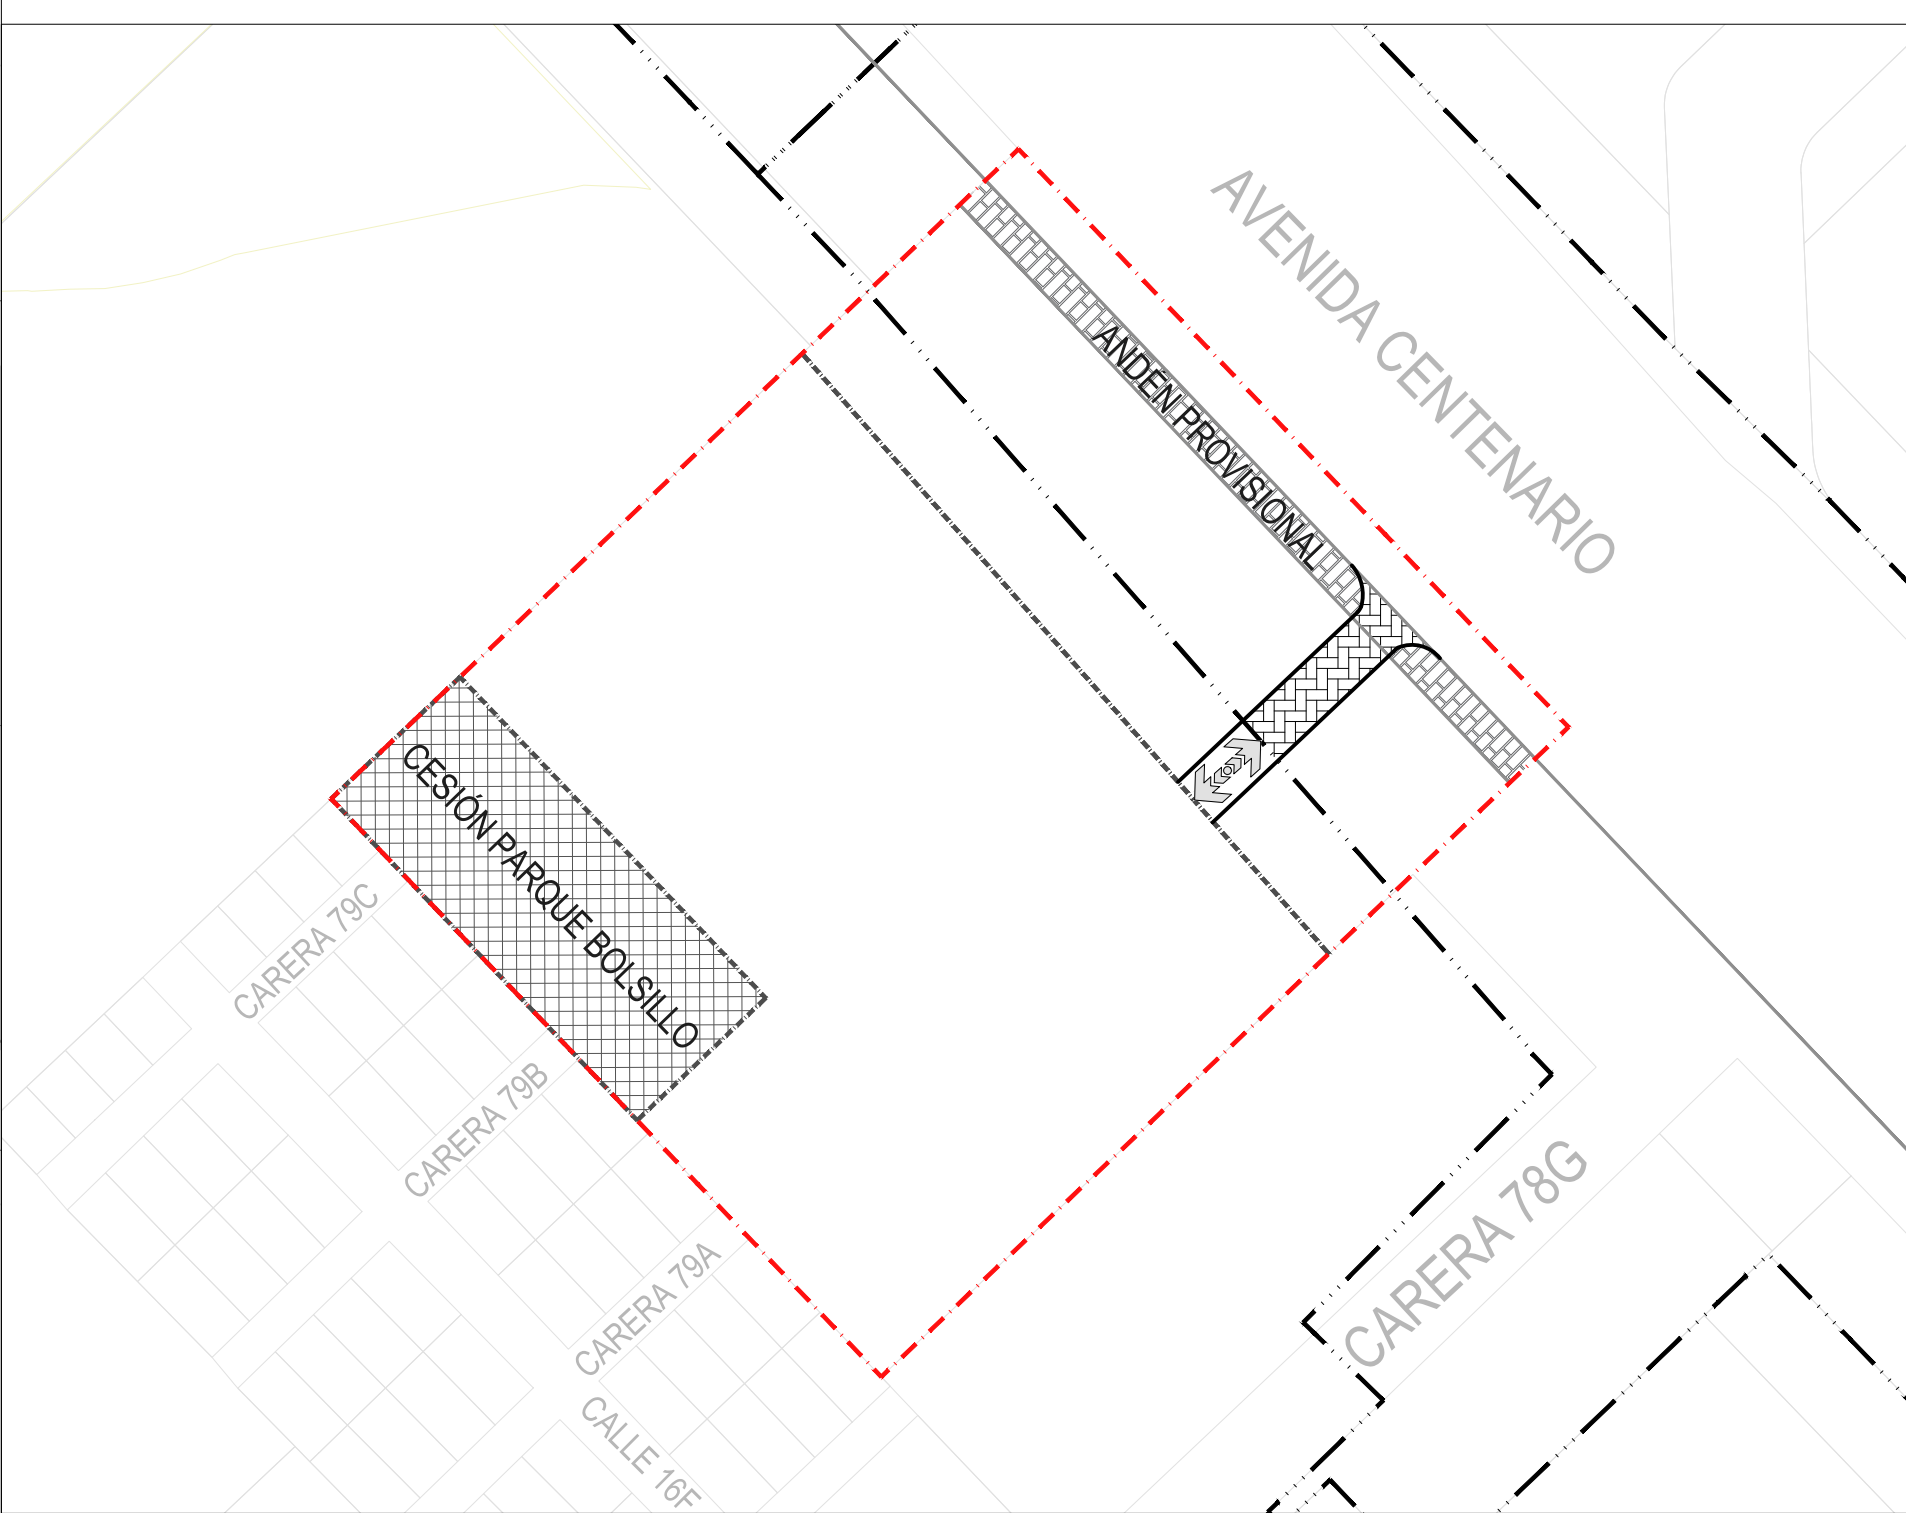 AVENIDA CENTENARIO
ANDÉN PROVISIONAL
CESIÓN PARQUE BOLSILLO
CARERA 79C
CARERA 79B
CARERA 79A
CARERA 78G
CALLE 16F